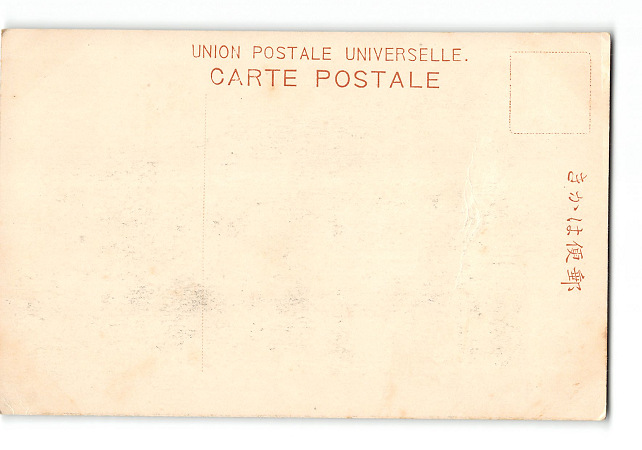 UNION POSTALE UNIVERSELLE.
CARTE POSTALE
きかは便郵